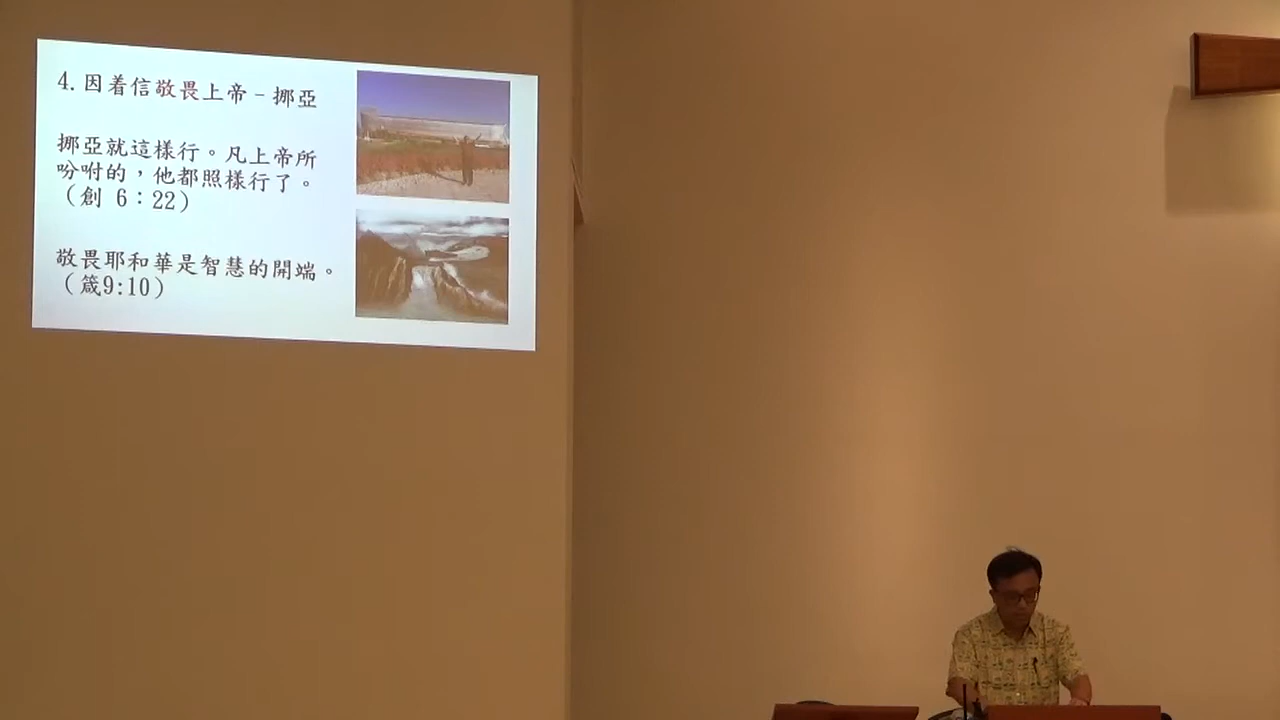 4.因着信敬畏上帝–挪亞
挪亞就這樣行。凡上帝所
吩咐的，他都照樣行了。
（創 6：22）
敬畏耶和華是智慧的開端。
（箴9:10）